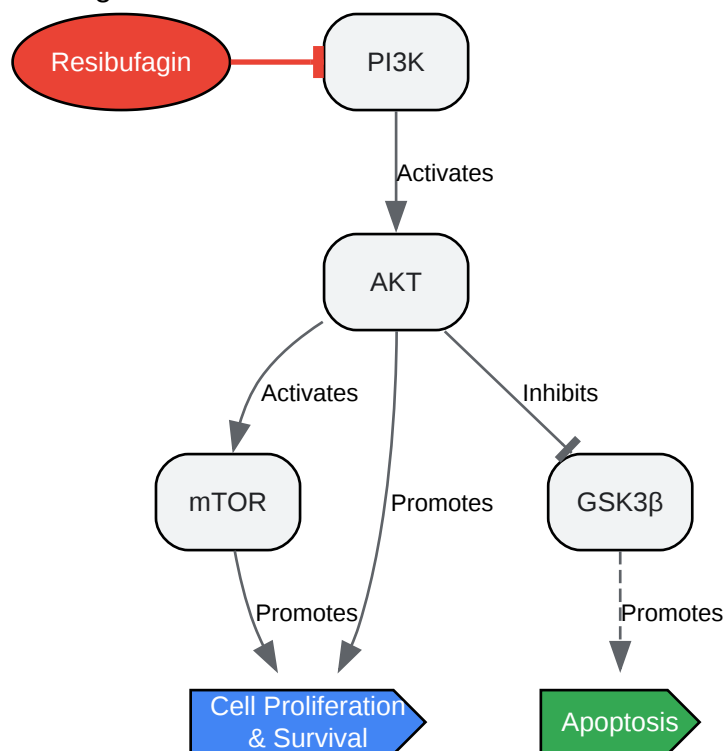 Resibufagin
PI3K
Activates
AKT
Activates
Inhibits
mTOR
Promotes
GSK3β
Promotes
Promotes
Cell Proliferation
& Survival
Apoptosis